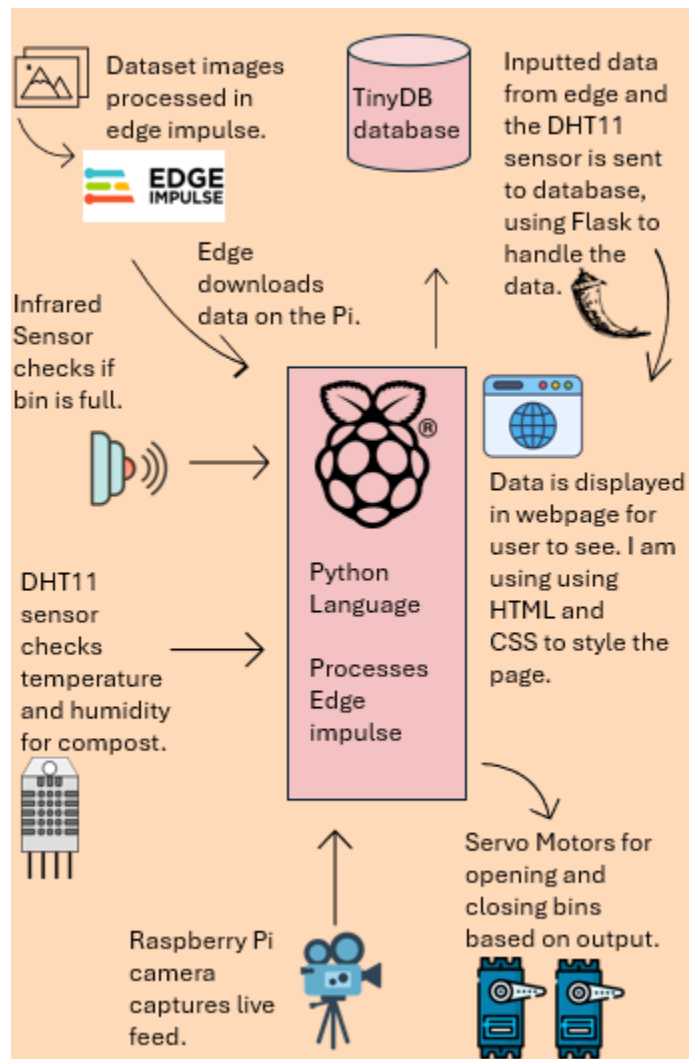 Dataset images
processed in
edge impulse.
EDGE
IMPULSE
TinyDB
database
Inputted data
from edge and
the DHT11
sensor is sent
to database,
using Flask to
handle the
data.
Edge
downloads
data on the Pi.
Infrared
Sensor
checks if
bin is full.
®
Python
Language
Processes
Edge
impulse
Data is displayed
in webpage for
user to see. I am
using using
HTML and
CSS to style the
page.
DHT11
sensor
checks
temperature
and humidity
for compost.
Servo Motors for
opening and
closing bins
based on output.
Raspberry Pi
camera
captures live
feed.